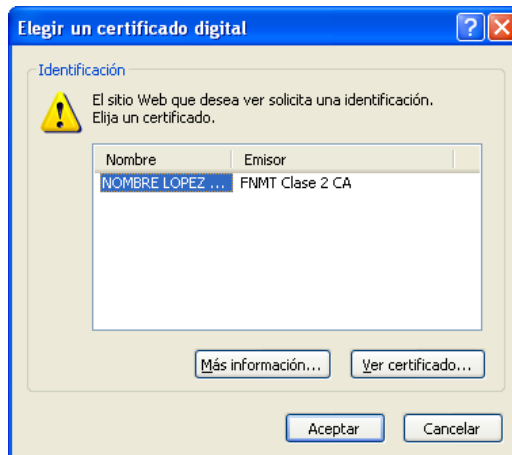 Elegir un certificado digital
Identificación
El sitio Web que desea ver solicita una identificación.
Elija un certificado.
Nombre Emisor
NOMBRE LOPEZ ... FNMT Clase 2 CA
Más información... Ver certificado...
Aceptar Cancelar